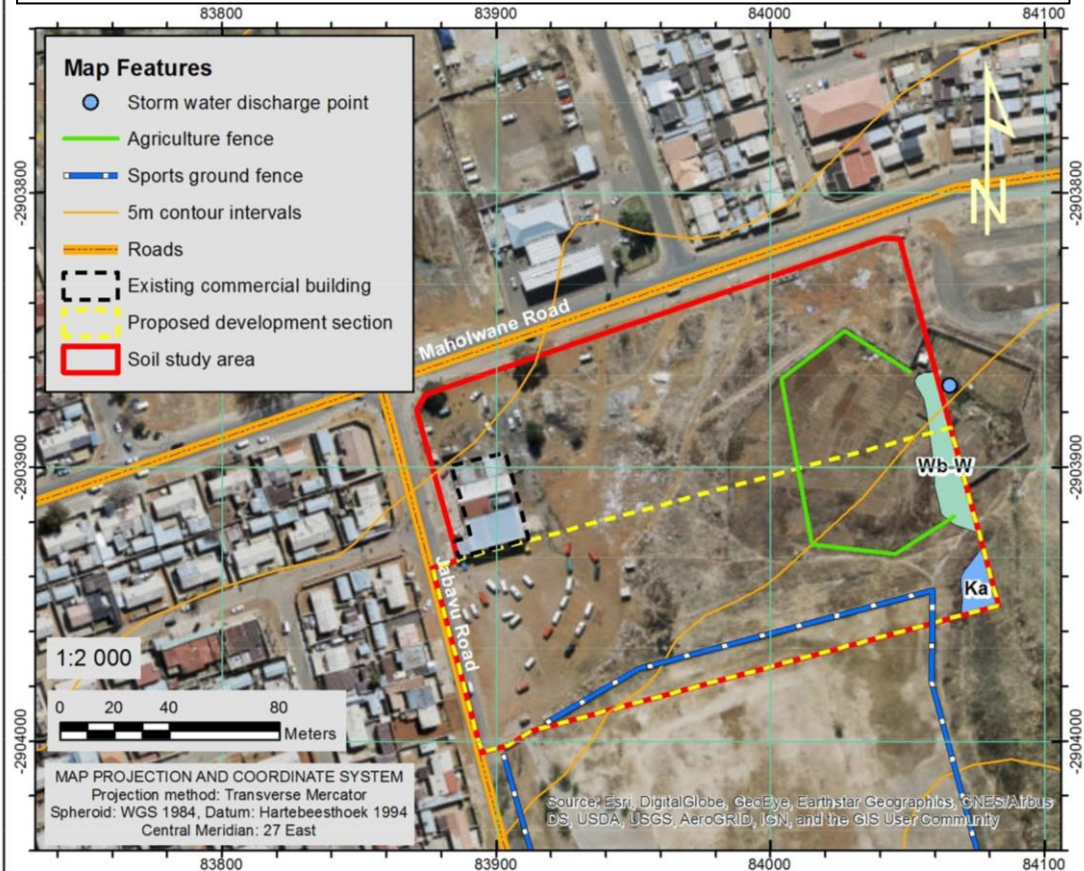 83800 83900 84000 84100
Map Features
Storm water discharge point
Agriculture fence
Sports ground fence
5m contour intervals
Roads
Existing commercial building
Proposed development section
Soil study area
N
-2903800 -2903800
Maholwane Road
-2903900 -2903900
Wb-W
Ka
Jabavu Road
1:2 000
0 20 40 80
Meters
-2904000 -2904000
MAP PROJECTION AND COORDINATE SYSTEM
Projection method: Transverse Mercator
Spheroid: WGS 1984, Datum: Hartebeesthoek 1994
Central Meridian: 27 East
Source: Esri, DigitalGlobe, GeoEye, Earthstar Geographics, CNES/Airbus
DS, USDA, USGS, AeroGRID, IGN, and the GIS User Community
83800 83900 84000 84100